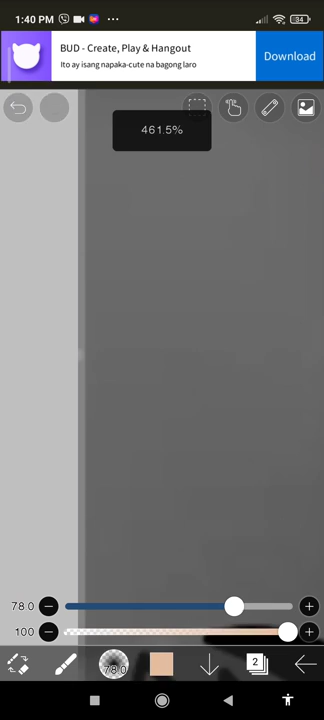 1:40 PM
84
BUD - Create, Play & Hangout
Ito ay isang napaka-cute na bagong laro
Download
461.5%
78.0
100
78.0
2